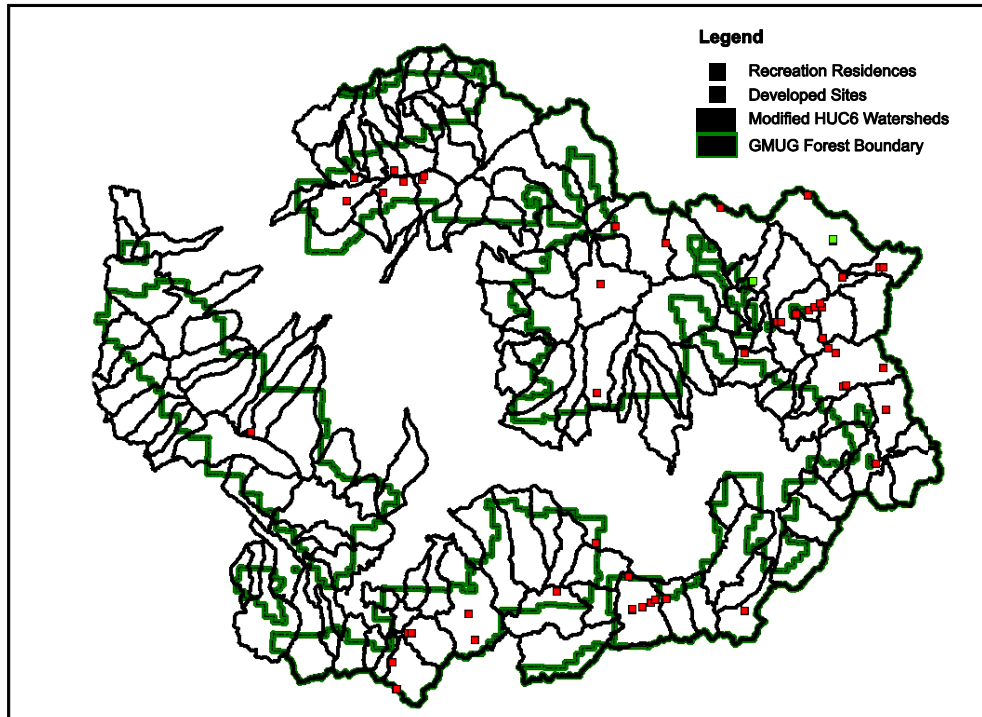 Legend
Recreation Residences
Developed Sites
Modified HUC6 Watersheds
GMUG Forest Boundary